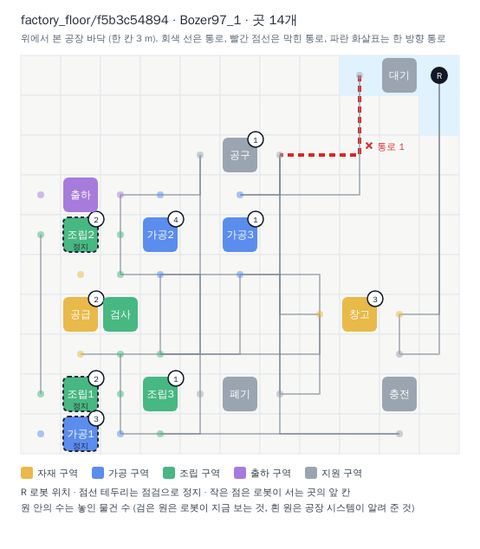 factory_floor/f5b3c54894 · Bozer97_1 · 곳 14개
위에서 본 공장 바닥 (한 칸 3 m). 회색 선은 통로, 빨간 점선은 막힌 통로, 파란 화살표는 한 방향 통로
대기
R
공구
1
✕ 통로 1
출하
조립2
2
정지
가공2
4
가공3
1
공급
2
검사
창고
3
조립1
2
정지
조립3
1
폐기
충전
가공1
3
정지
자재 구역
가공 구역
조립 구역
출하 구역
지원 구역
R 로봇 위치 · 점선 테두리는 점검으로 정지 · 작은 점은 로봇이 서는 곳의 앞 칸
원 안의 수는 놓인 물건 수 (검은 원은 로봇이 지금 보는 것, 흰 원은 공장 시스템이 알려 준 것)